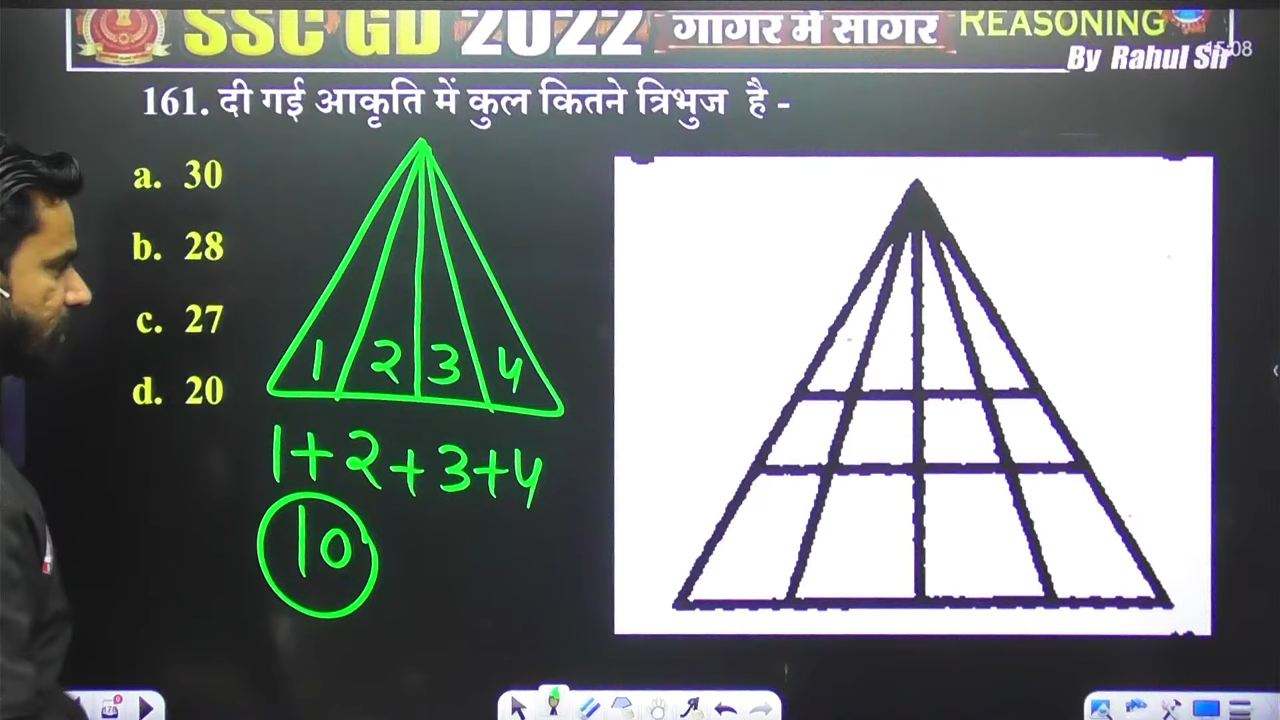 SSC GD 2022 गागर में सागर REASONING
By Rahul Sir
161. दी गई आकृति में कुल कितने त्रिभुज है -
a. 30
b. 28
c. 27
d. 20
1 2 3 4
1+2+3+4
10